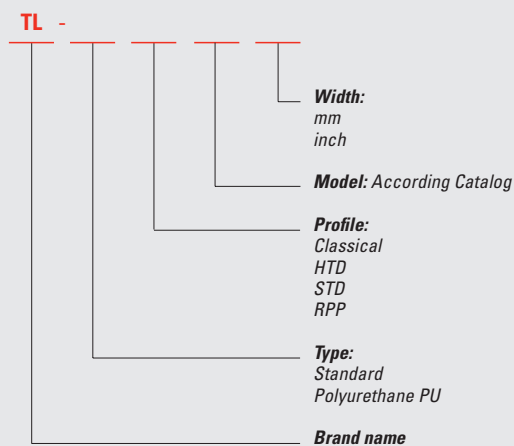 TL -
Width:
mm
inch
Model: According Catalog
Profile:
Classical
HTD
STD
RPP
Type:
Standard
Polyurethane PU
Brand name